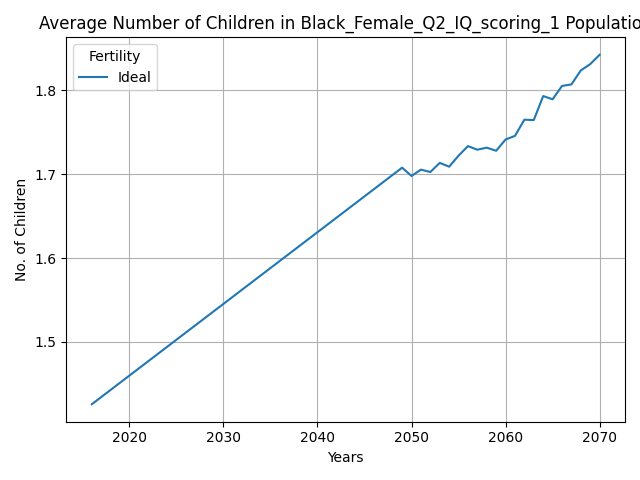 Average Number of Children in Black_Female_Q2_IQ_scoring_1 Populatio
Fertility
Ideal
1.8
1.7
1.6
1.5
No. of Children
2020 2030 2040 2050 2060 2070
Years